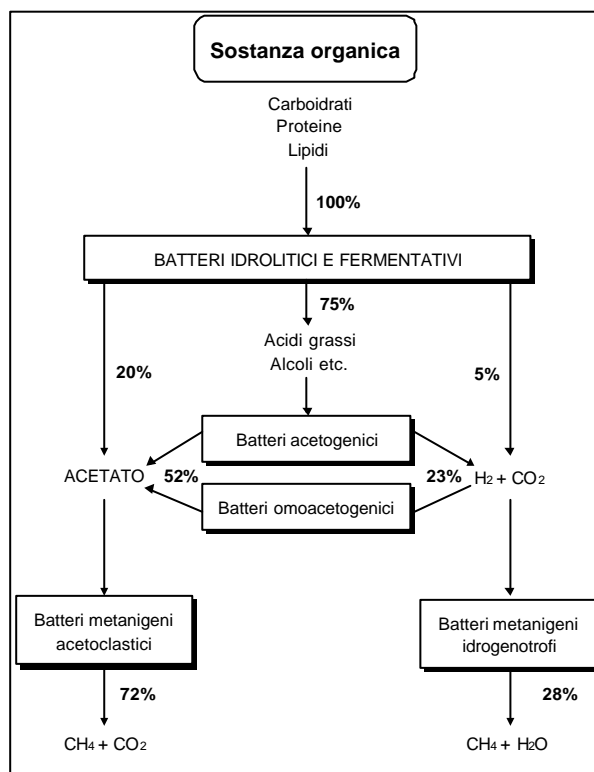 Sostanza organica
Carboidrati
Proteine
Lipidi
100%
BATTERI IDROLITICI E FERMENTATIVI
75%
Acidi grassi
Alcoli etc.
20%
5%
Batteri acetogenici
ACETATO
52%
23%
H2 + CO2
Batteri omoacetogenici
Batteri metanigeni
acetoclastici
Batteri metanigeni
idrogenotrofi
72%
28%
CH4 + CO2
CH4 + H2O